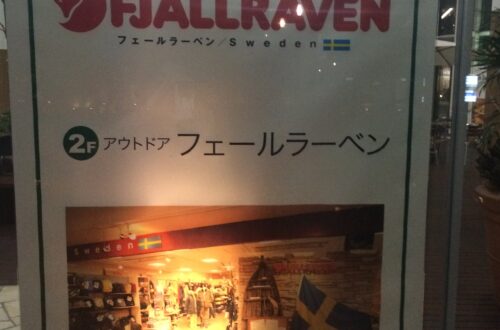 FJALLRAVEN
フェールラーベン/Sweden
2F アウトドア フェールラーベン
Sweden